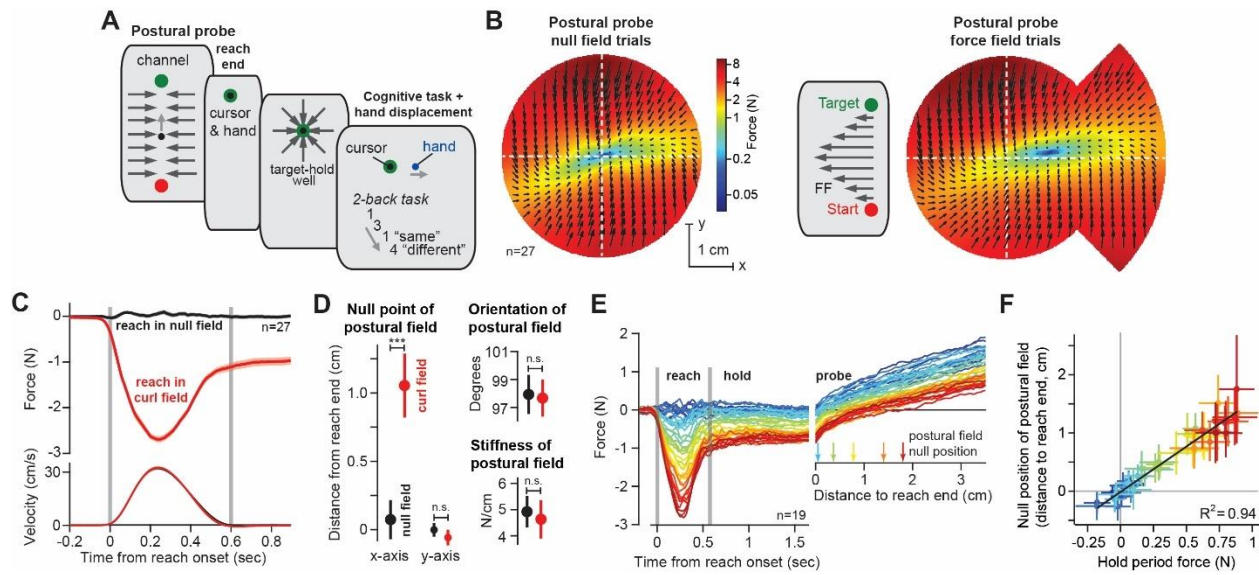 A
Postural probe
channel
reach
end
cursor
& hand
target-hold
well
Cognitive task +
hand displacement
cursor
hand
2-back task
1
3
1 "same"
4 "different"
B
Postural probe
null field trials
n=27
8
4
2
1
0.2
0.05
Force (N)
y
1 cm
x
Target
FF
Start
Postural probe
force field trials
C
0
-1
-2
-3
Force (N)
reach in null field
n=27
reach in
curl field
30
0
Velocity (cm/s)
-0.2 0 0.2 0.4 0.6 0.8
Time from reach onset (sec)
D
Null point of
postural field
***
1.0
0.5
0
Distance from reach end (cm)
curl field
null field
n.s.
x-axis y-axis
Orientation of
postural field
101
99
97
Degrees
n.s.
Stiffness of
postural field
6
5
4
N/cm
n.s.
E
2
1
0
-1
-2
-3
Force (N)
reach
hold
probe
n=19
0 0.5 1 1.5
Time from reach onset (sec)
postural field
null position
0 1 2 3
Distance to reach end (cm)
F
Null position of postural field
(distance to reach end, cm)
2
1
0
R2=0.94
-0.25 0 0.25 0.5 0.75 1
Hold period force (N)